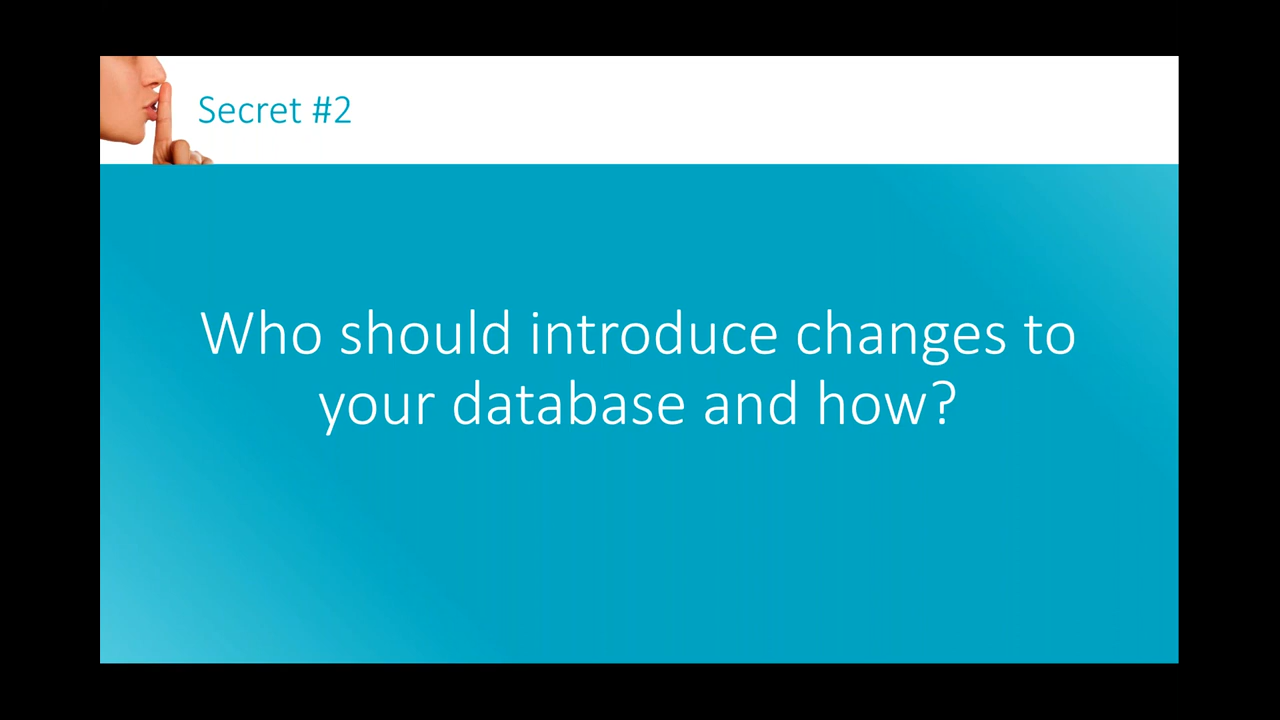 Secret #2
Who should introduce changes to
your database and how?